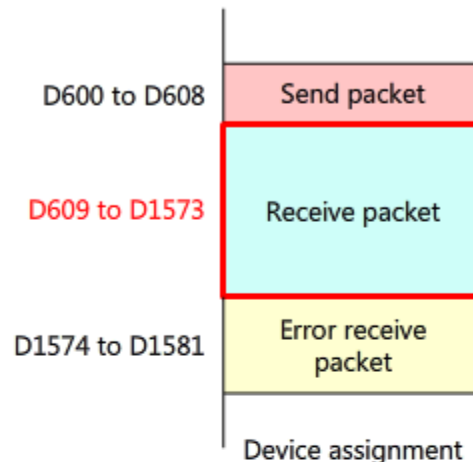 D600 to D608
Send packet
D609 to D1573
Receive packet
D1574 to D1581
Error receive
packet
Device assignment